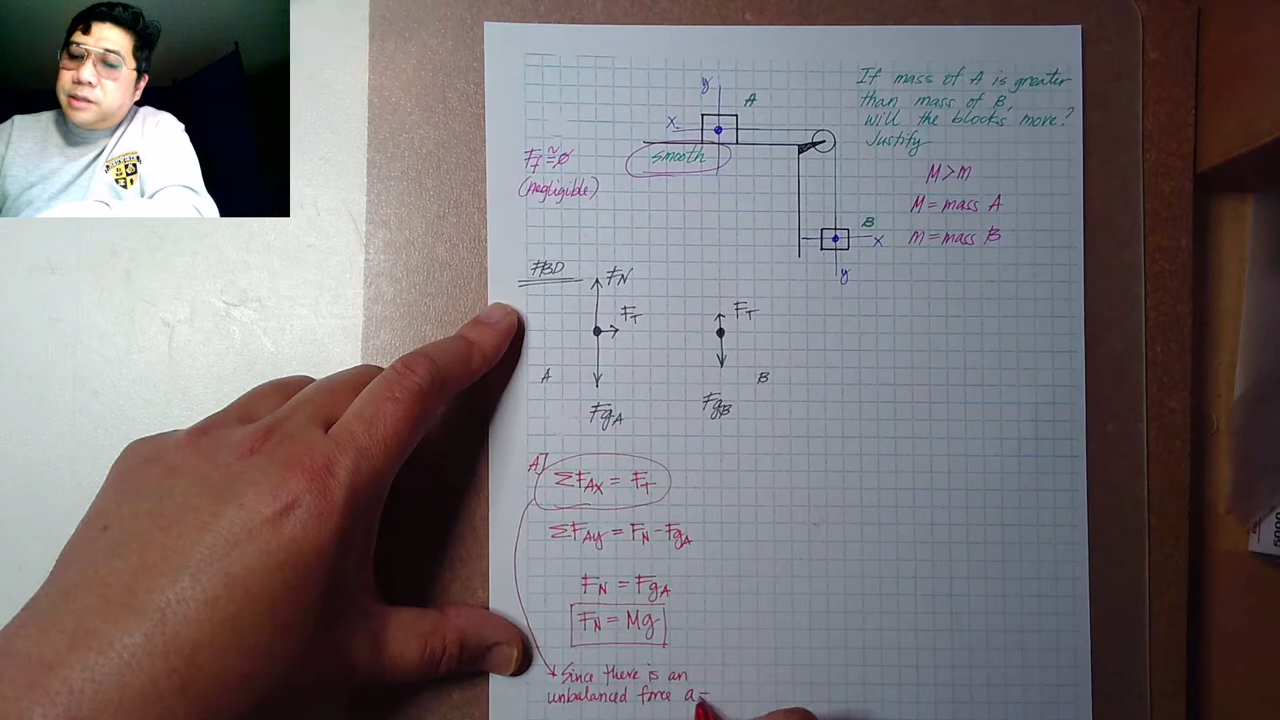 If mass of A is greater
than mass of B,
will the blocks move?
Justify
y
A
X
smooth
Ff ≈ 0
(negligible)
M>m
M = mass A
m = mass B
B
x
y
FBD
FN
FT
FT
A
B
FgA
FgB
A]
ΣFAx = FT
ΣFAy = FN - FgA
FN = FgA
FN = Mg
Since there is an
unbalanced force a